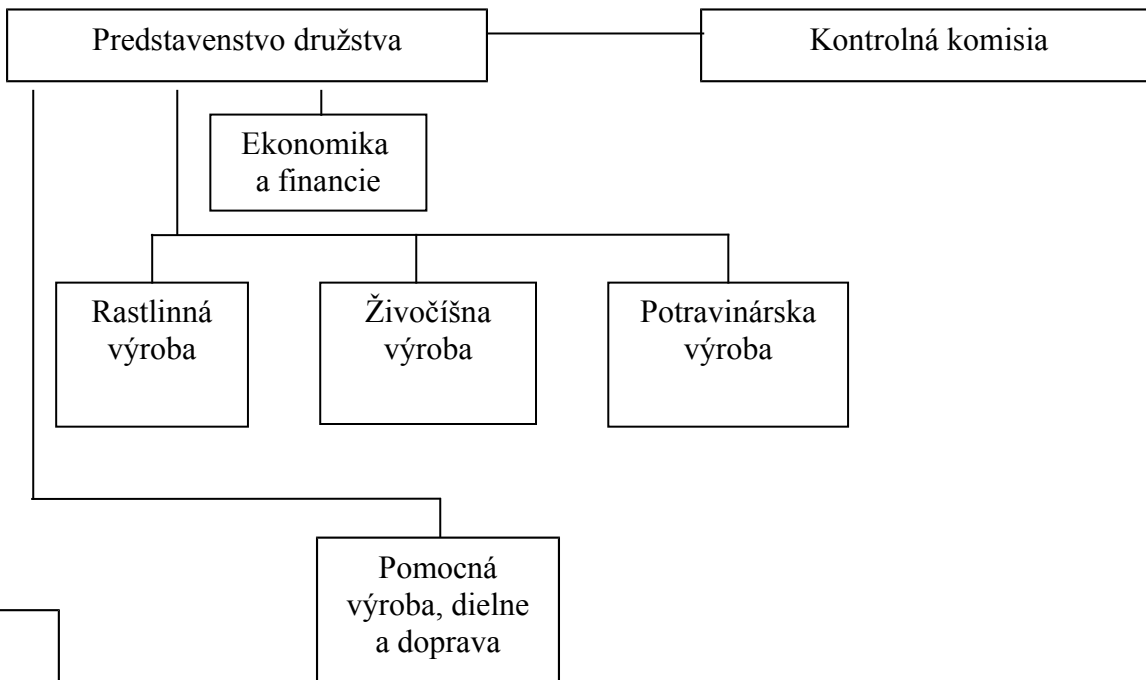 Predstavenstvo družstva
Kontrolná komisia
Ekonomika
a financie
Rastlinná
výroba
Živočíšna
výroba
Potravinárska
výroba
Pomocná
výroba, dielne
a doprava